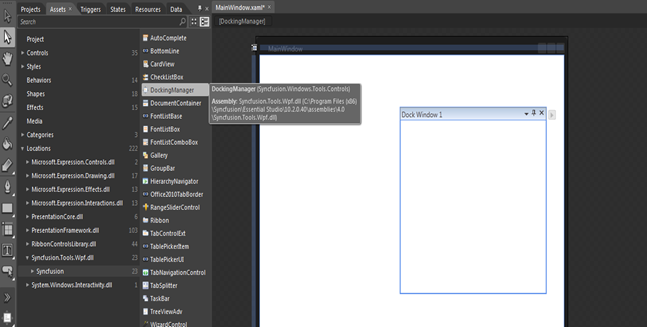 Projects Assets × Triggers States Resources Data
MainWindow.xaml* ×
Search
[DockingManager]
Project
Controls 35
Styles
Behaviors 14
Shapes 18
Effects 15
Media
Categories 3
Locations 222
Microsoft.Expression.Controls.dll 2
Microsoft.Expression.Drawing.dll 17
Microsoft.Expression.Effects.dll 13
Microsoft.Expression.Interactions.dll 13
PresentationCore.dll 4
PresentationFramework.dll 103
RibbonControlsLibrary.dll 44
Syncfusion.Tools.Wpf.dll 23
Syncfusion 23
System.Windows.Interactivity.dll 1
AutoComplete
BottomLine
CardView
CheckListBox
DockingManager
DocumentContainer
FontListBase
FontListBox
FontListComboBox
Gallery
GroupBar
HierarchyNavigator
Office2010TabBorder
RangeSliderControl
Ribbon
TabControlExt
TablePickerItem
TablePickerUI
TabNavigationControl
TabSplitter
TaskBar
TreeViewAdv
WizardControl
DockingManager (Syncfusion.Windows.Tools.Controls)
Assembly: Syncfusion.Tools.Wpf.dll (C:\Program Files (x86)
\Syncfusion\Essential Studio\10.2.0.40\assemblies\4.0
\Syncfusion.Tools.Wpf.dll)
MainWindow
Dock Window 1